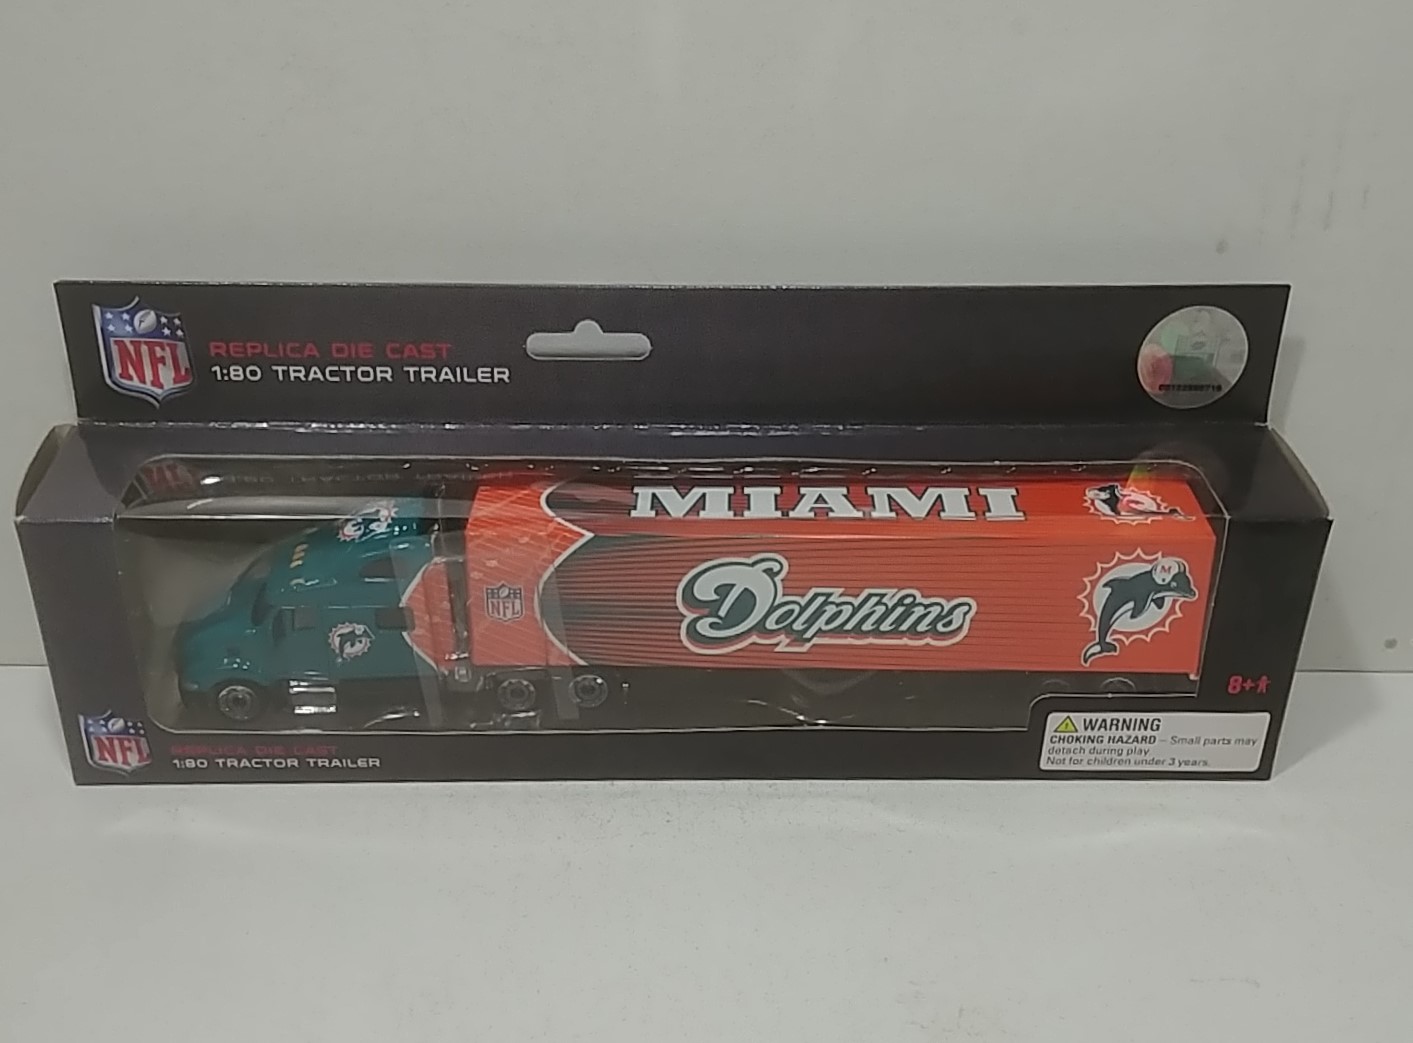 NFL
REPLICA DIE CAST
1:80 TRACTOR TRAILER
MIAMI
Dolphins
NFL
M
8+
NFL
REPLICA DIE CAST
1:80 TRACTOR TRAILER
WARNING
CHOKING HAZARD – Small parts may
detach during play.
Not for children under 3 years.